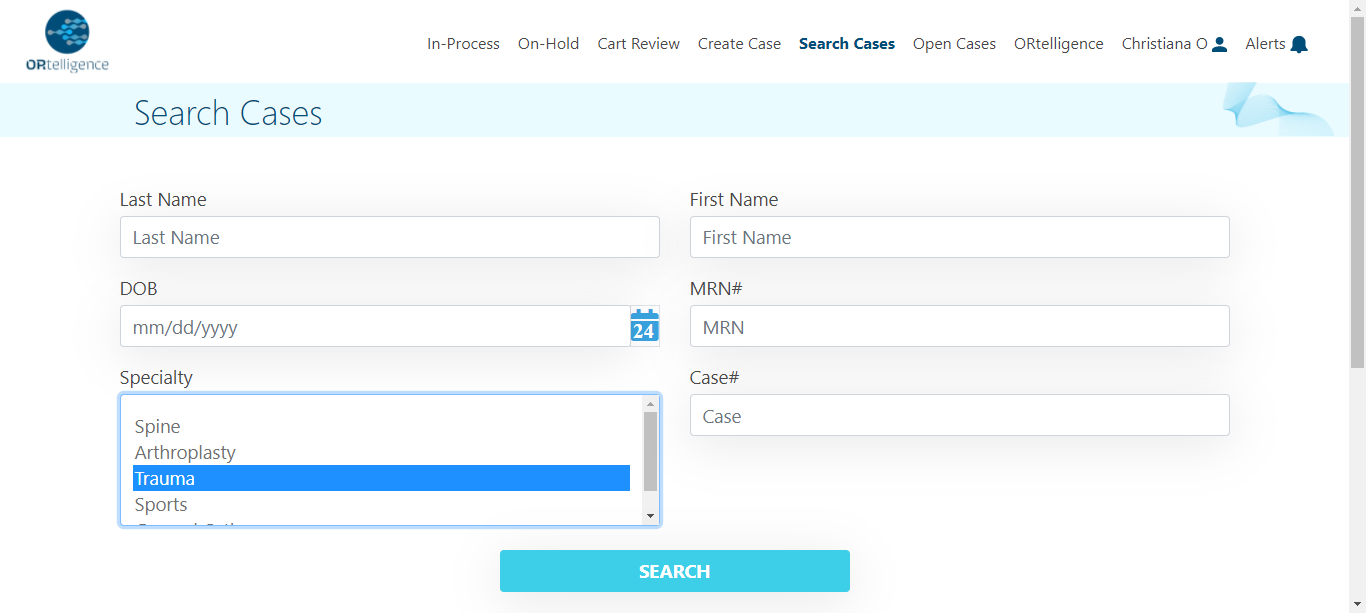 ORtelligence
In-Process On-Hold Cart Review Create Case Search Cases Open Cases ORtelligence Christiana O Alerts
Search Cases
Last Name First Name
Last Name First Name
DOB MRN#
mm/dd/yyyy 24 MRN
Specialty Case#
Case
Spine
Arthroplasty
Trauma
Sports
SEARCH